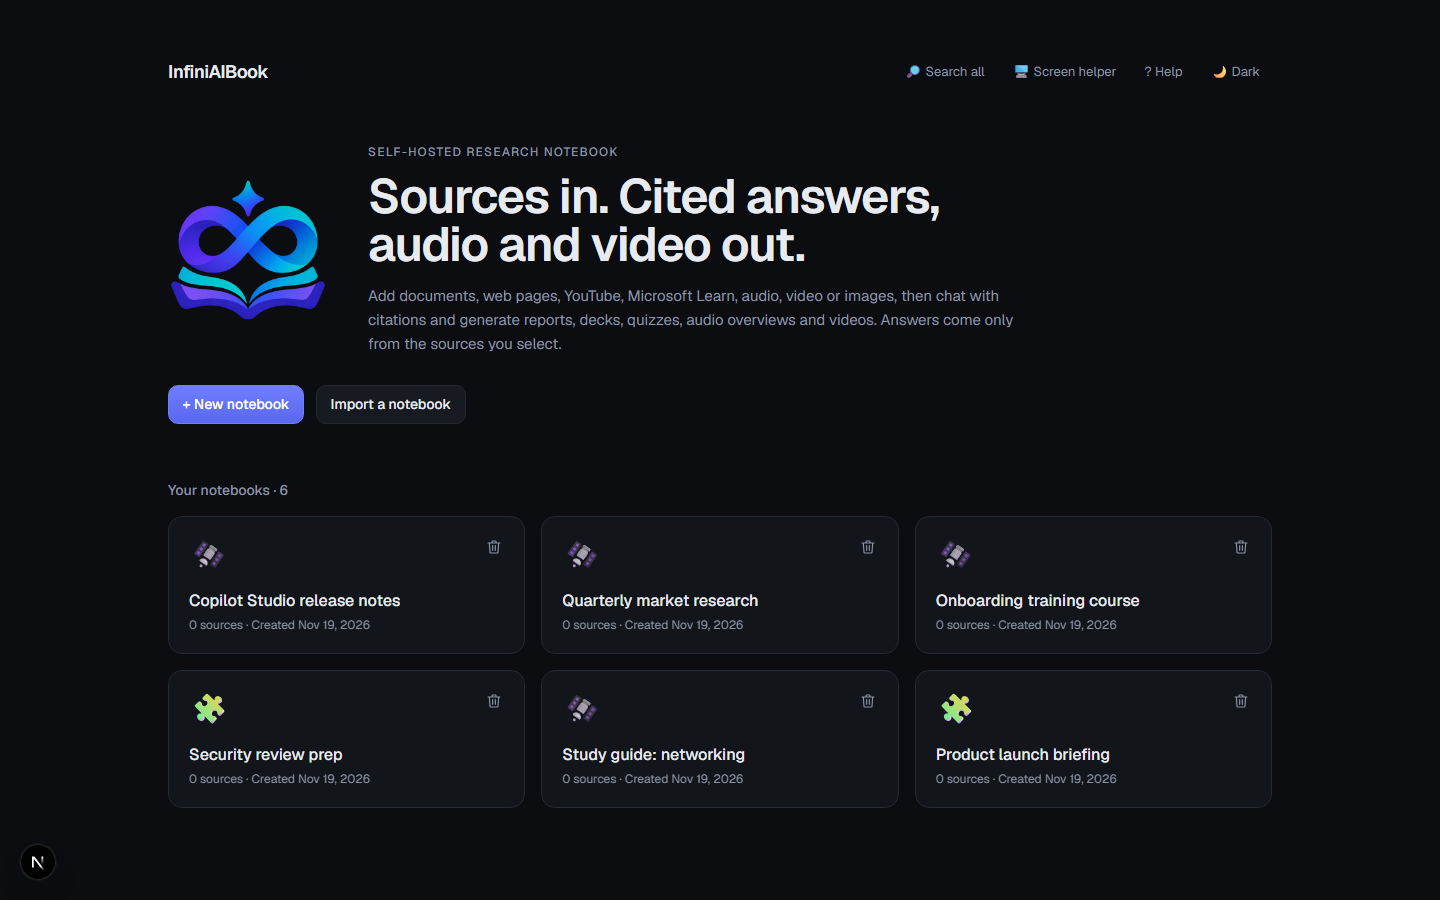 InfiniAIBook
Search all
Screen helper
? Help
Dark
SELF-HOSTED RESEARCH NOTEBOOK
Sources in. Cited answers,
audio and video out.
Add documents, web pages, YouTube, Microsoft Learn, audio, video or images, then chat with
citations and generate reports, decks, quizzes, audio overviews and videos. Answers come only
from the sources you select.
+ New notebook
Import a notebook
Your notebooks · 6
Copilot Studio release notes
0 sources · Created Nov 19, 2026
Quarterly market research
0 sources · Created Nov 19, 2026
Onboarding training course
0 sources · Created Nov 19, 2026
Security review prep
0 sources · Created Nov 19, 2026
Study guide: networking
0 sources · Created Nov 19, 2026
Product launch briefing
0 sources · Created Nov 19, 2026
N